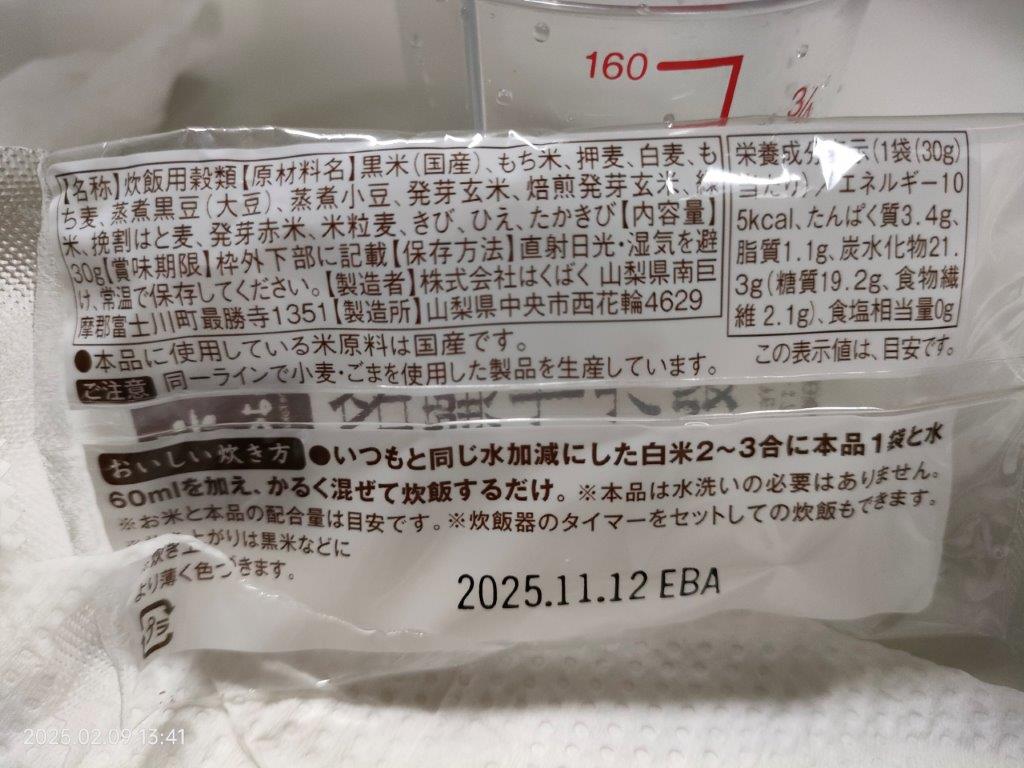 160
3/4
【名称】炊飯用穀類【原材料名】黒米(国産)、もち米、押麦、白麦、も
ち麦、蒸煮黒豆(大豆)、蒸煮小豆、発芽玄米、焙煎発芽玄米、
米、挽割はと麦、発芽赤米、米粒麦、きび、ひえ、たかきび【内容量】
30g【賞味期限】枠外下部に記載【保存方法】直射日光・湿気を避
け、常温で保存してください。【製造者】株式会社はくばく 山梨県南巨
摩郡富士川町最勝寺1351【製造所】山梨県中央市西花輪4629
栄養成分表示(1袋(30g)
当たり)/エネルギー10
5kcal、たんぱく質3.4g、
脂質1.1g、炭水化物21.
3g(糖質19.2g、食物繊
維2.1g)、食塩相当量0g
この表示値は、目安です。
●本品に使用している米原料は国産です。
ご注意 同一ラインで小麦・ごまを使用した製品を生産しています。
おいしい炊き方 ●いつもと同じ水加減にした白米2〜3合に本品1袋と水
60mlを加え、かるく混ぜて炊飯するだけ。※本品は水洗いの必要はありません。
※お米と本品の配合量は目安です。※炊飯器のタイマーをセットしての炊飯もできます。
※炊き上がりは黒米などに
より薄く色づきます。
プラ
2025.11.12 EBA
2025.02.09 13:41